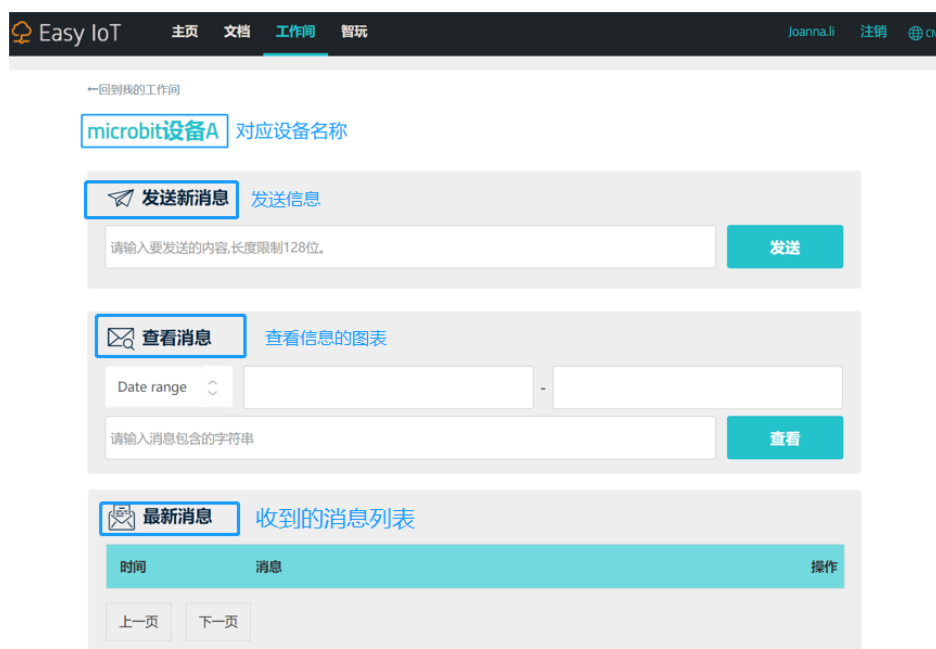 Easy IoT 主页 文档 工作间 智玩 Joanna.li 注销 CN
←回到我的工作间
microbit设备A 对应设备名称
发送新消息 发送信息
请输入要发送的内容,长度限制128位。 发送
查看消息 查看信息的图表
Date range -
请输入消息包含的字符串 查看
最新消息 收到的消息列表
时间 消息 操作
上一页 下一页